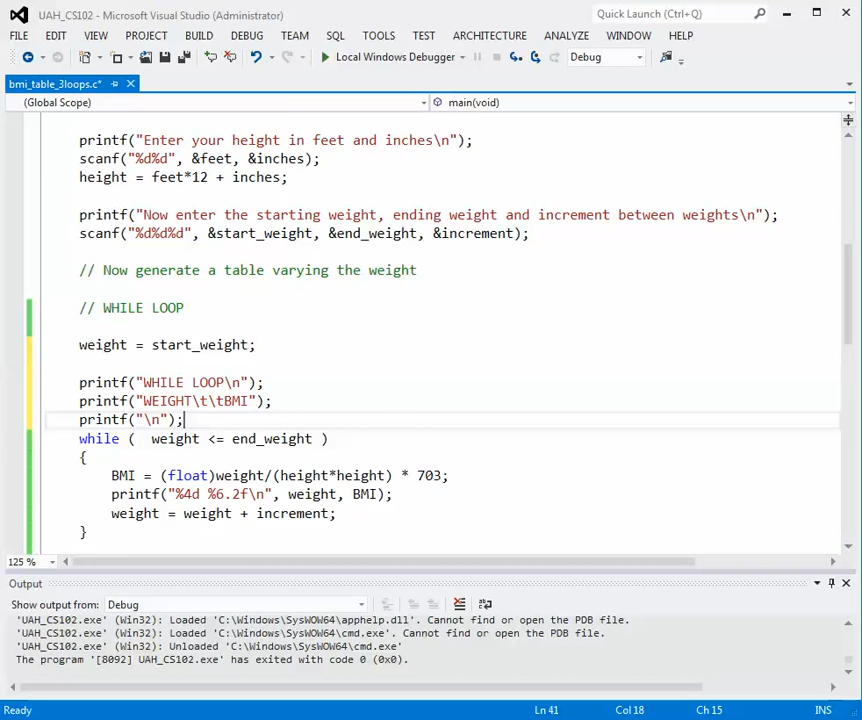 UAH_CS102 - Microsoft Visual Studio (Administrator)
Quick Launch (Ctrl+Q)
FILE EDIT VIEW PROJECT BUILD DEBUG TEAM SQL TOOLS TEST ARCHITECTURE ANALYZE WINDOW HELP
Local Windows Debugger Debug
bmi_table_3loops.c*
(Global Scope) main(void)
printf("Enter your height in feet and inches\n");
scanf("%d%d", &feet, &inches);
height = feet*12 + inches;
printf("Now enter the starting weight, ending weight and increment between weights\n");
scanf("%d%d%d", &start_weight, &end_weight, &increment);
// Now generate a table varying the weight
// WHILE LOOP
weight = start_weight;
printf("WHILE LOOP\n");
printf("WEIGHT\t\tBMI");
printf("\n");
while (  weight <= end_weight )
{
BMI = (float)weight/(height*height) * 703;
printf("%4d %6.2f\n", weight, BMI);
weight = weight + increment;
}
125 %
Output
Show output from: Debug
'UAH_CS102.exe' (Win32): Loaded 'C:\Windows\SysWOW64\apphelp.dll'. Cannot find or open the PDB file.
'UAH_CS102.exe' (Win32): Loaded 'C:\Windows\SysWOW64\cmd.exe'. Cannot find or open the PDB file.
'UAH_CS102.exe' (Win32): Unloaded 'C:\Windows\SysWOW64\cmd.exe'
The program '[8092] UAH_CS102.exe' has exited with code 0 (0x0).
Ready Ln 41 Col 18 Ch 15 INS